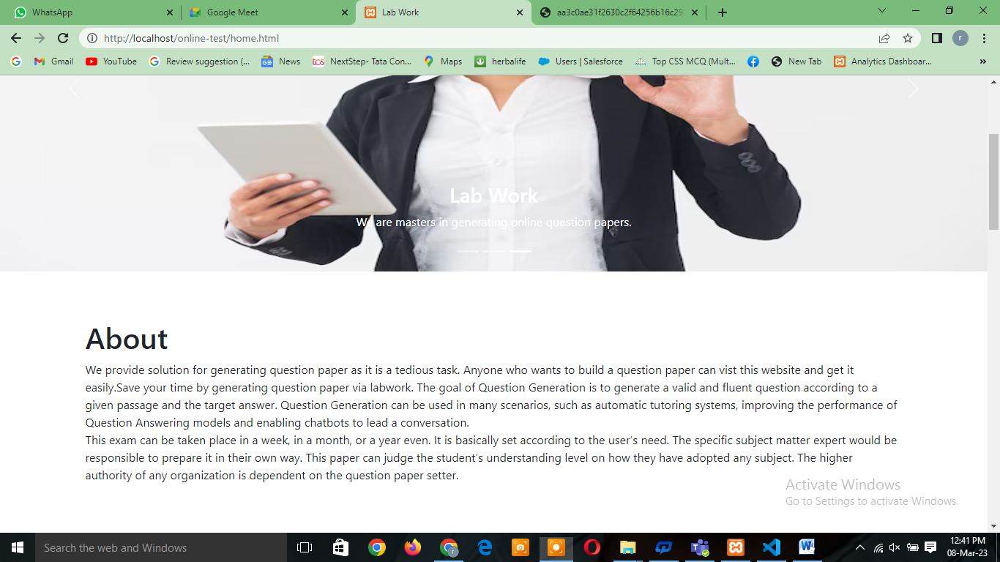 WhatsApp
Google Meet
Lab Work
aa3c0ae31f2630c2f64256b16c29
http://localhost/online-test/home.html
r
Gmail
YouTube
Review suggestion (...
News
NextStep- Tata Con...
Maps
herbalife
Users | Salesforce
Top CSS MCQ (Mult...
New Tab
Analytics Dashboar...
»
Lab Work
We are masters in generating online question papers.
About
We provide solution for generating question paper as it is a tedious task. Anyone who wants to build a question paper can vist this website and get it
easily.Save your time by generating question paper via labwork. The goal of Question Generation is to generate a valid and fluent question according to a
given passage and the target answer. Question Generation can be used in many scenarios, such as automatic tutoring systems, improving the performance of
Question Answering models and enabling chatbots to lead a conversation.
This exam can be taken place in a week, in a month, or a year even. It is basically set according to the user's need. The specific subject matter expert would be
responsible to prepare it in their own way. This paper can judge the student's understanding level on how they have adopted any subject. The higher
authority of any organization is dependent on the question paper setter.
Activate Windows
Go to Settings to activate Windows.
Search the web and Windows
12:41 PM
08-Mar-23